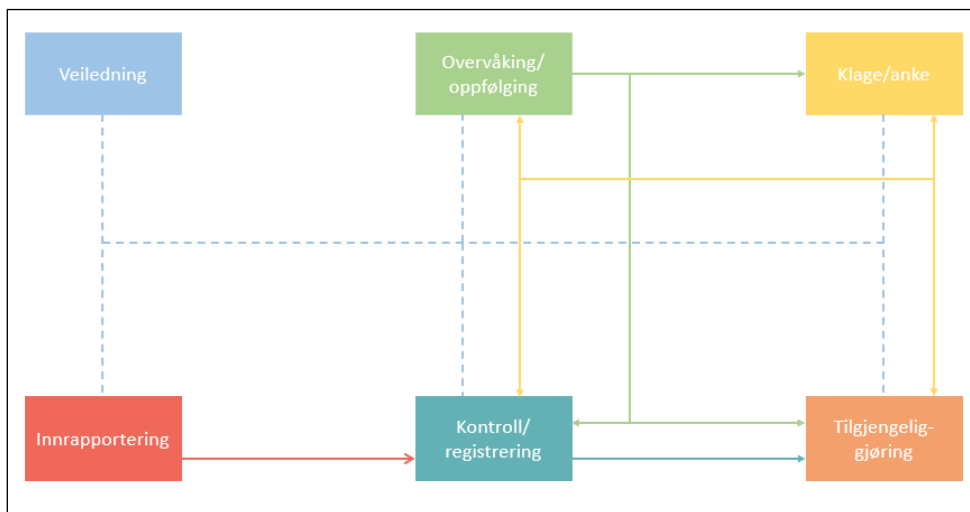 Veiledning
Overvåking/
oppfølging
Klage/anke
Innrapportering
Kontroll/
registrering
Tilgjengelig-
gjøring